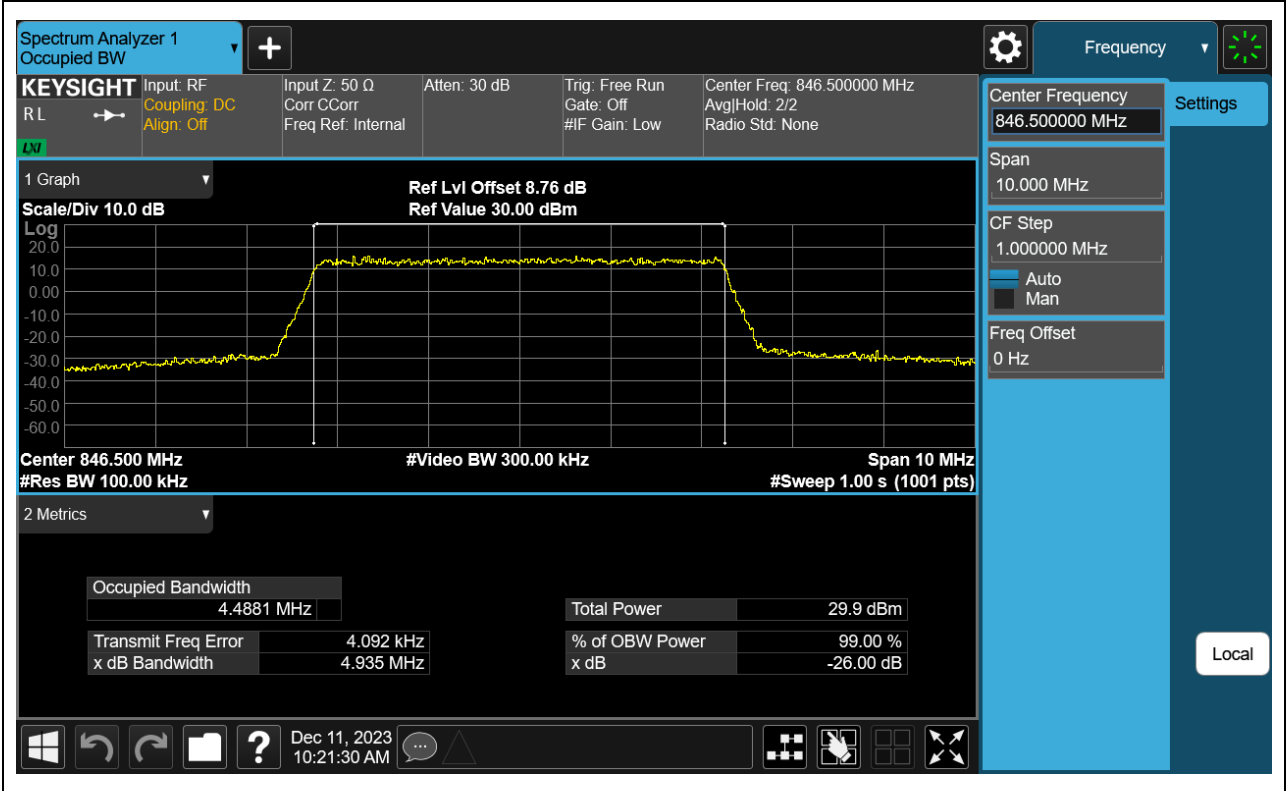 Spectrum Analyzer 1
Occupied BW
▼
+
Frequency
▼
KEYSIGHT
R L
LXI
Input: RF
Coupling: DC
Align: Off
Input Z: 50 Ω
Corr CCorr
Freq Ref: Internal
Atten: 30 dB
Trig: Free Run
Gate: Off
#IF Gain: Low
Center Freq: 846.500000 MHz
Avg|Hold: 2/2
Radio Std: None
Center Frequency
846.500000 MHz
Settings
Span
10.000 MHz
CF Step
1.000000 MHz
Auto
Man
Freq Offset
0 Hz
Local
1 Graph ▼
Ref Lvl Offset 8.76 dB
Scale/Div 10.0 dB
Ref Value 30.00 dBm
Log
20.0
10.0
0.00
-10.0
-20.0
-30.0
-40.0
-50.0
-60.0
Center 846.500 MHz
#Video BW 300.00 kHz
Span 10 MHz
#Res BW 100.00 kHz
#Sweep 1.00 s (1001 pts)
2 Metrics ▼
Occupied Bandwidth
4.4881 MHz
Total Power 29.9 dBm
Transmit Freq Error 4.092 kHz
% of OBW Power 99.00 %
x dB Bandwidth 4.935 MHz
x dB -26.00 dB
?
Dec 11, 2023
10:21:30 AM